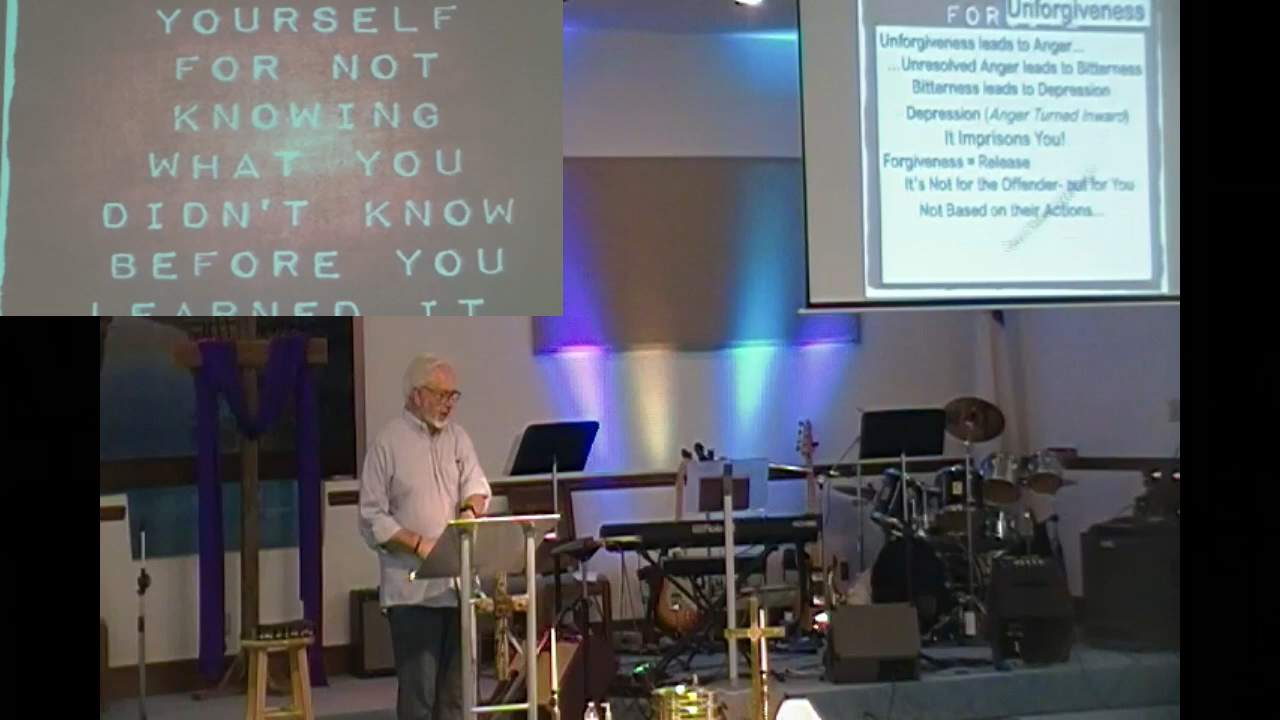 YOURSELF
FOR NOT
KNOWING
WHAT YOU
DIDN'T KNOW
BEFORE YOU
LEARNED IT
FOR Unforgiveness
Unforgiveness leads to Anger...
...Unresolved Anger leads to Bitterness
Bitterness leads to Depression
Depression (Anger Turned Inward)
It Imprisons You!
Forgiveness = Release
It's Not for the Offender- but for You
Not Based on their Actions...